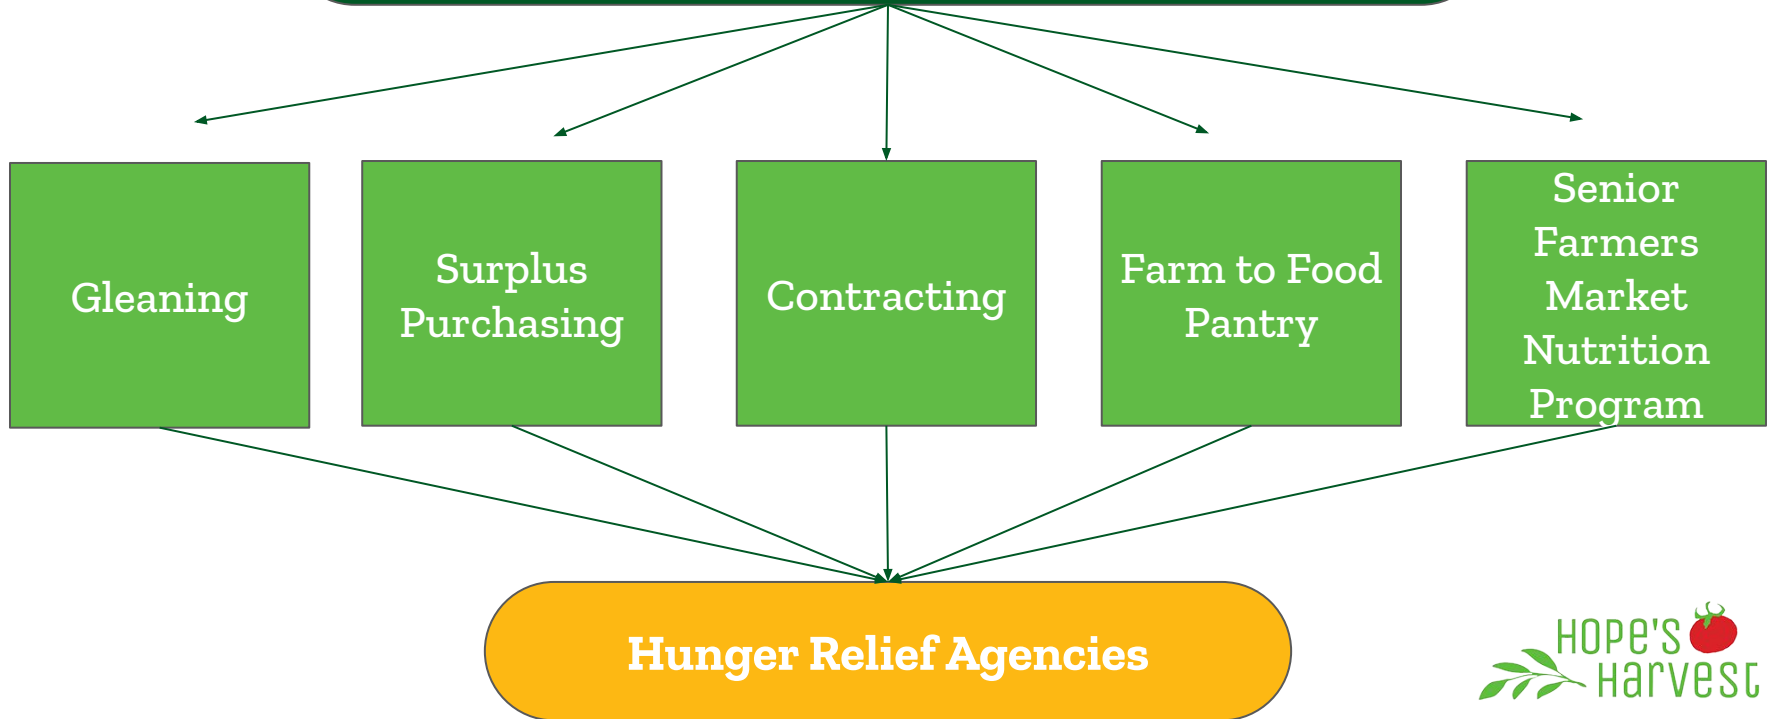 Gleaning
Surplus
Purchasing
Contracting
Farm to Food
Pantry
Senior
Farmers
Market
Nutrition
Program
Hunger Relief Agencies
HOPE'S
HARVEST